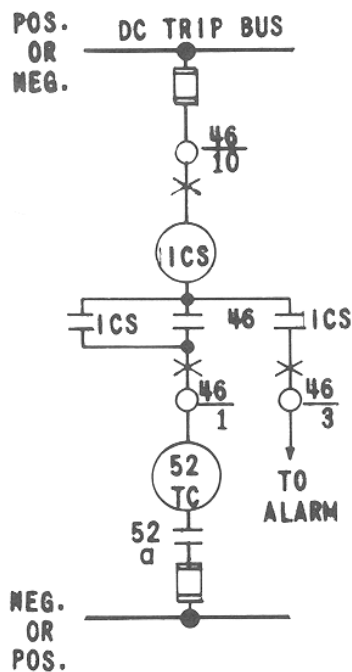 POS.
OR
NEG.
DC TRIP BUS
46
10
ICS
ICS
46
ICS
46
1
46
3
52
TC
TO
ALARM
52
a
NEG.
OR
POS.